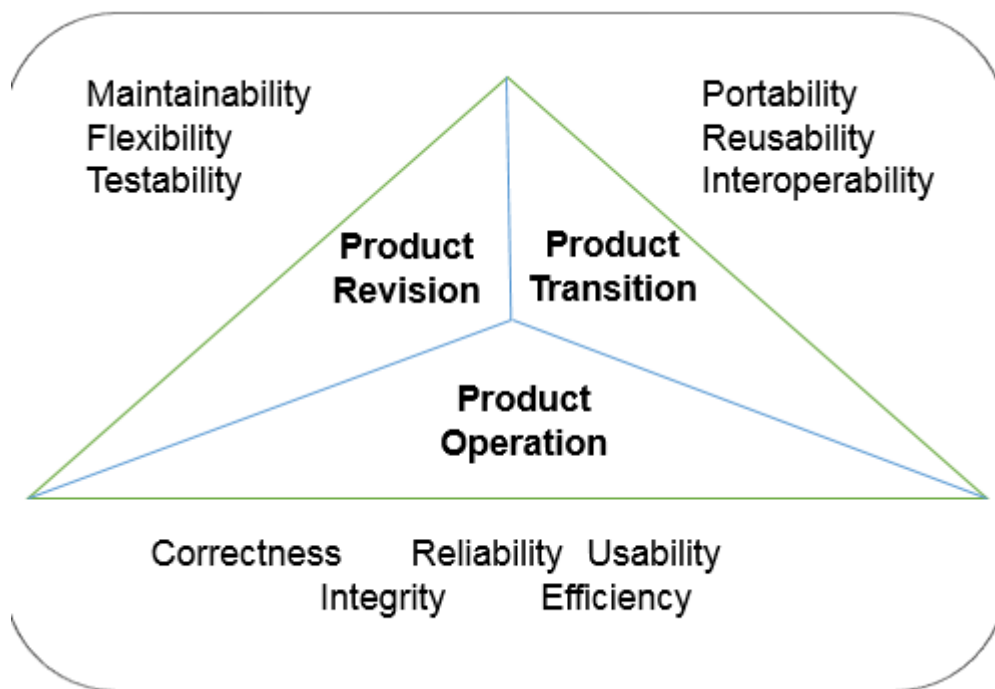 Maintainability
Flexibility
Testability
Portability
Reusability
Interoperability
Product
Revision
Product
Transition
Product
Operation
Correctness Reliability Usability
Integrity Efficiency